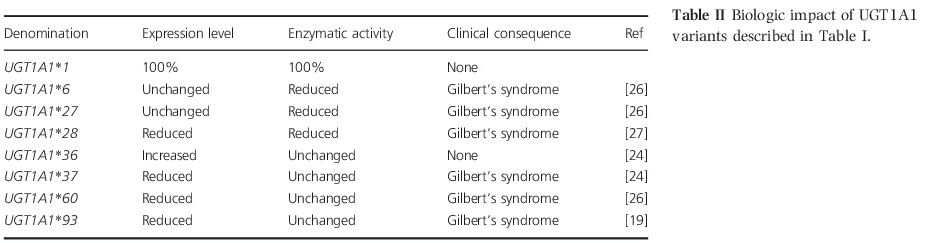 Denomination Expression level Enzymatic activity Clinical consequence Ref
UGT1A1*1 100% 100% None
UGT1A1*6 Unchanged Reduced Gilbert's syndrome [26]
UGT1A1*27 Unchanged Reduced Gilbert's syndrome [26]
UGT1A1*28 Reduced Reduced Gilbert's syndrome [27]
UGT1A1*36 Increased Unchanged None [24]
UGT1A1*37 Reduced Unchanged Gilbert's syndrome [24]
UGT1A1*60 Reduced Unchanged Gilbert's syndrome [26]
UGT1A1*93 Reduced Unchanged Gilbert's syndrome [19]
Table II Biologic impact of UGT1A1
variants described in Table I.